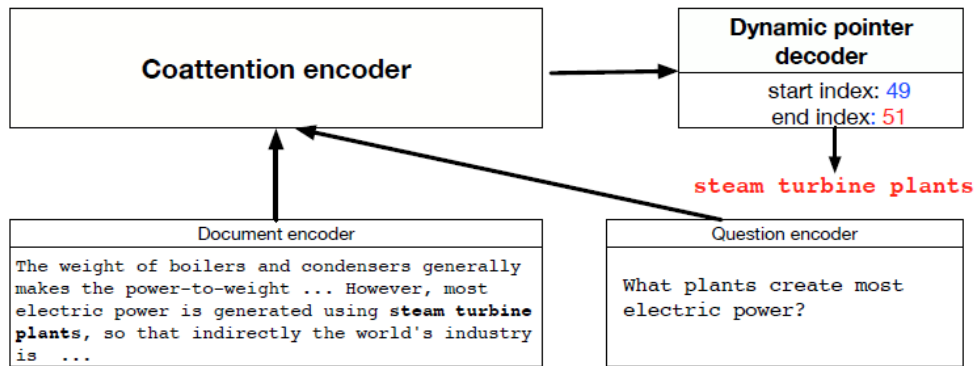 Coattention encoder
Dynamic pointer
decoder
start index: 49
end index: 51
steam turbine plants
Document encoder
The weight of boilers and condensers generally
makes the power-to-weight ... However, most
electric power is generated using steam turbine
plants, so that indirectly the world's industry
is ...
Question encoder
What plants create most
electric power?